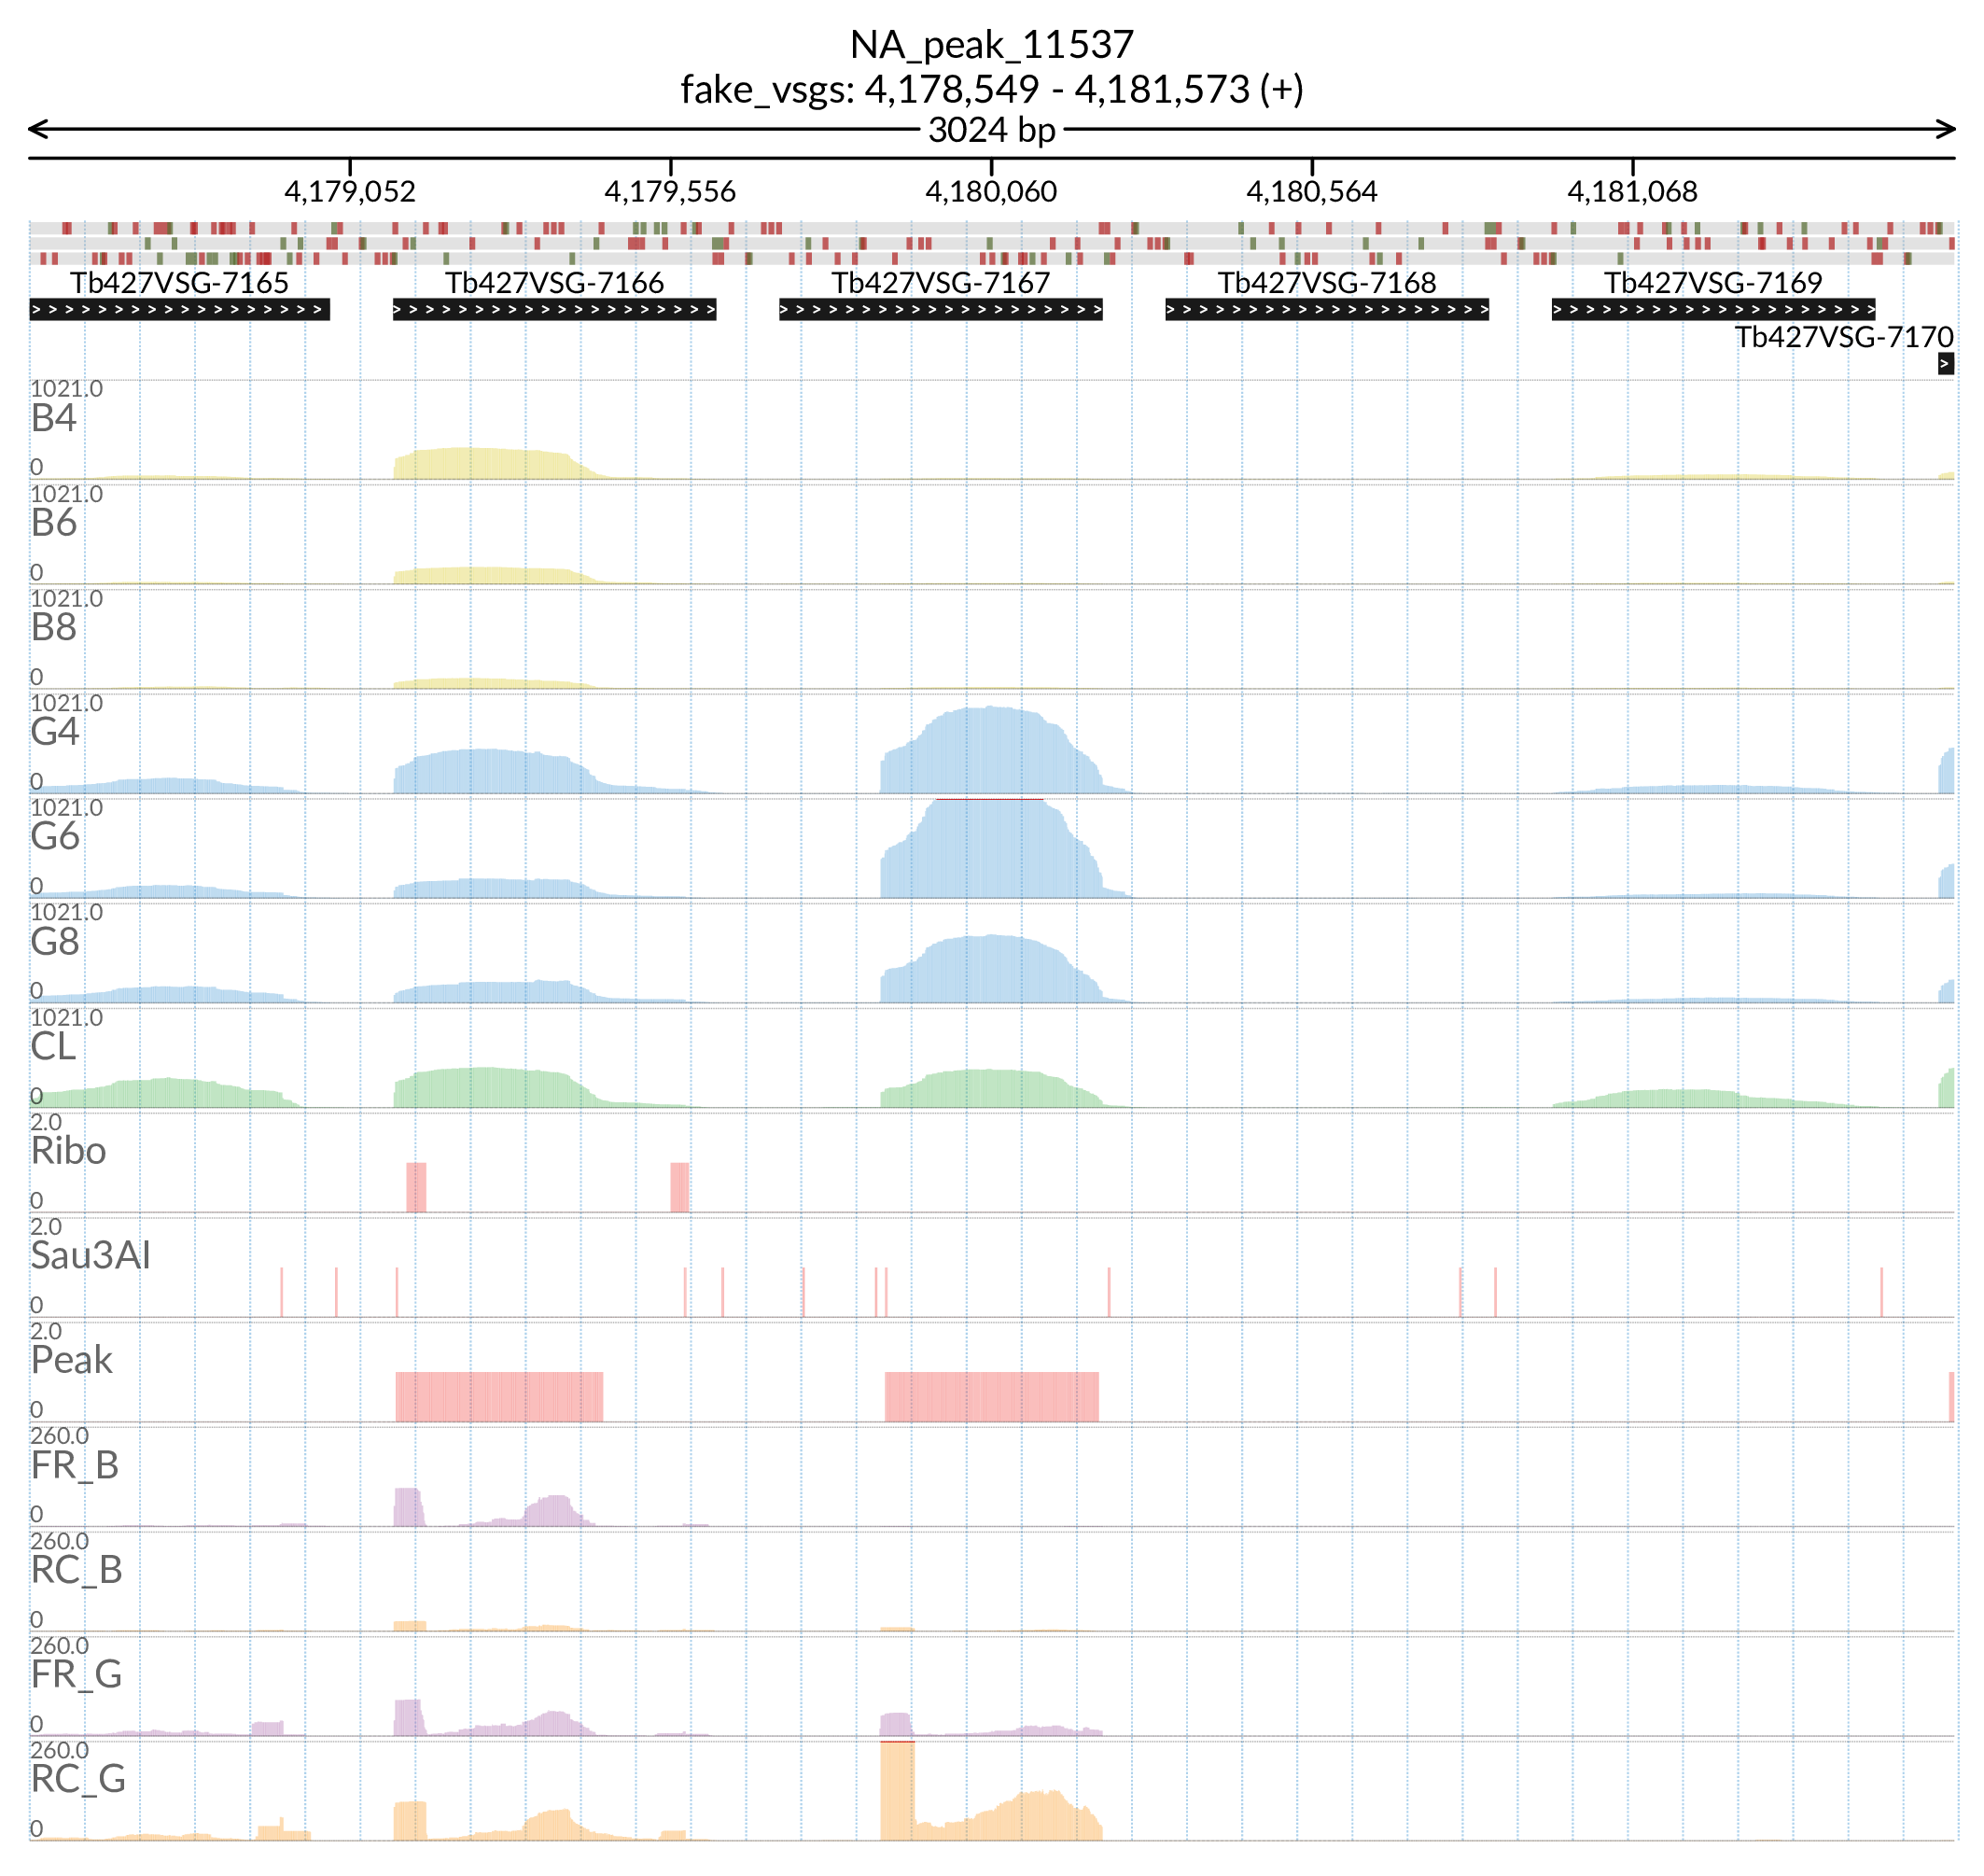 NA_peak_11537
fake_vsgs: 4,178,549 - 4,181,573 (+)
3024 bp
4,179,052 4,179,556 4,180,060 4,180,564 4,181,068
Tb427VSG-7165 Tb427VSG-7166 Tb427VSG-7167 Tb427VSG-7168 Tb427VSG-7169
Tb427VSG-7170
1021.0
B4
0
1021.0
B6
0
1021.0
B8
0
1021.0
G4
0
1021.0
G6
0
1021.0
G8
0
1021.0
CL
0
2.0
Ribo
0
2.0
Sau3AI
0
2.0
Peak
0
260.0
FR_B
0
260.0
RC_B
0
260.0
FR_G
0
260.0
RC_G
0